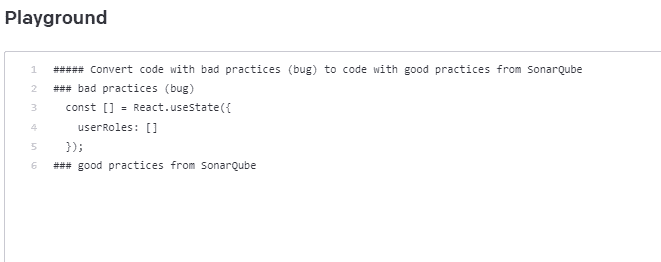 Playground
1 ##### Convert code with bad practices (bug) to code with good practices from SonarQube
2 ### bad practices (bug)
3 const [] = React.useState({
4 userRoles: []
5 });
6 ### good practices from SonarQube